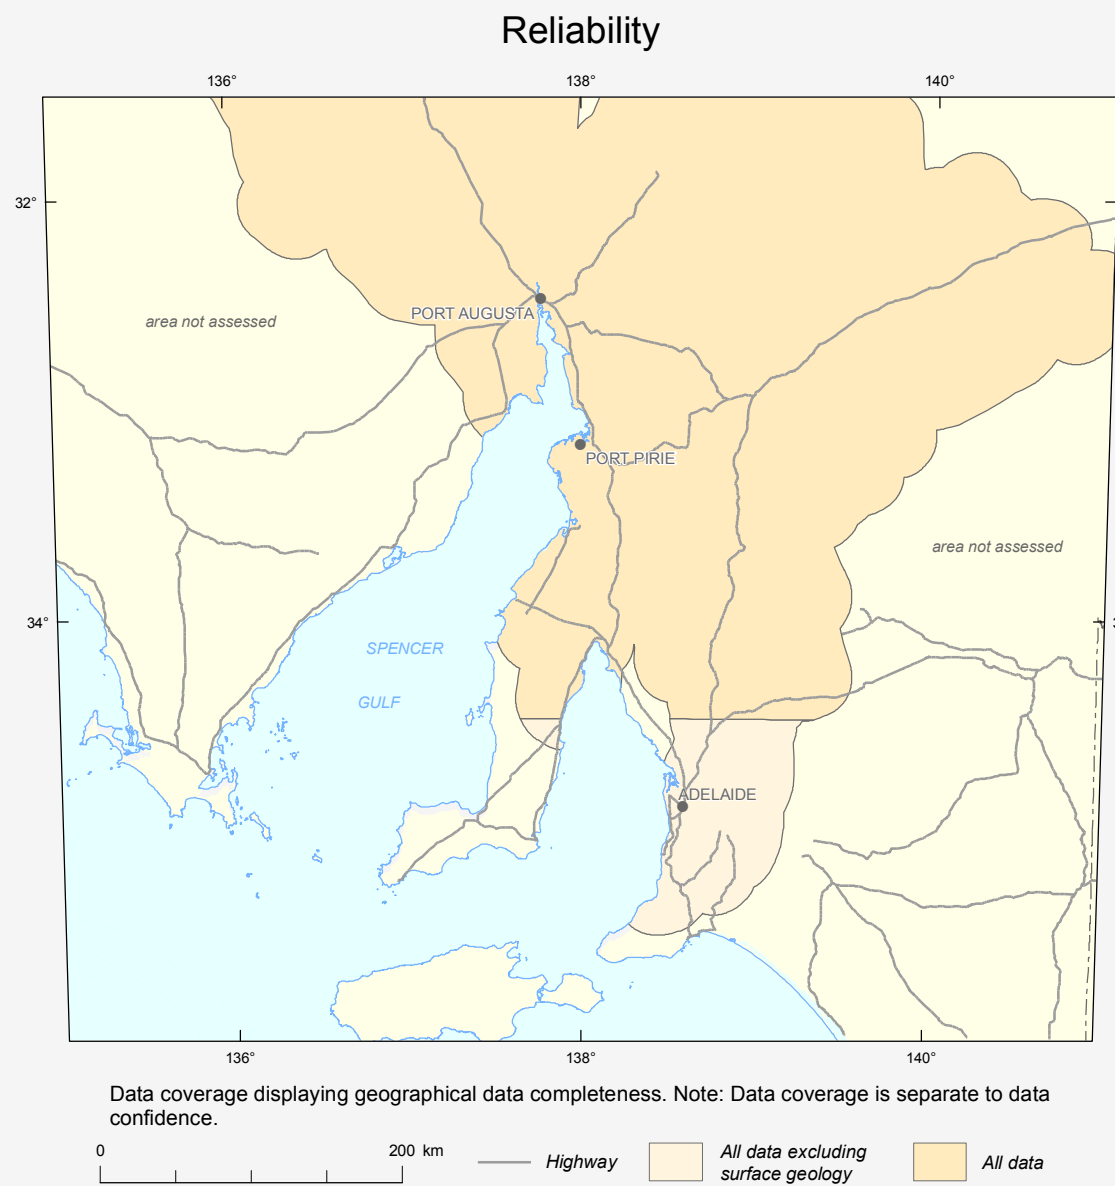 Reliability
136°
138°
140°
32°
area not assessed
PORT AUGUSTA
PORT PIRIE
area not assessed
34°
SPENCER
GULF
ADELAIDE
136°
138°
140°
Data coverage displaying geographical data completeness. Note: Data coverage is separate to data
confidence.
0
200 km
Highway
All data excluding
surface geology
All data